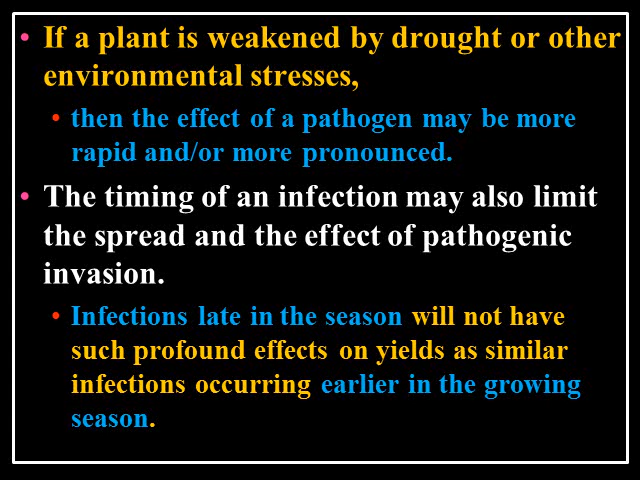 • If a plant is weakened by drought or other
environmental stresses,
• then the effect of a pathogen may be more
rapid and/or more pronounced.
• The timing of an infection may also limit
the spread and the effect of pathogenic
invasion.
• Infections late in the season will not have
such profound effects on yields as similar
infections occurring earlier in the growing
season.